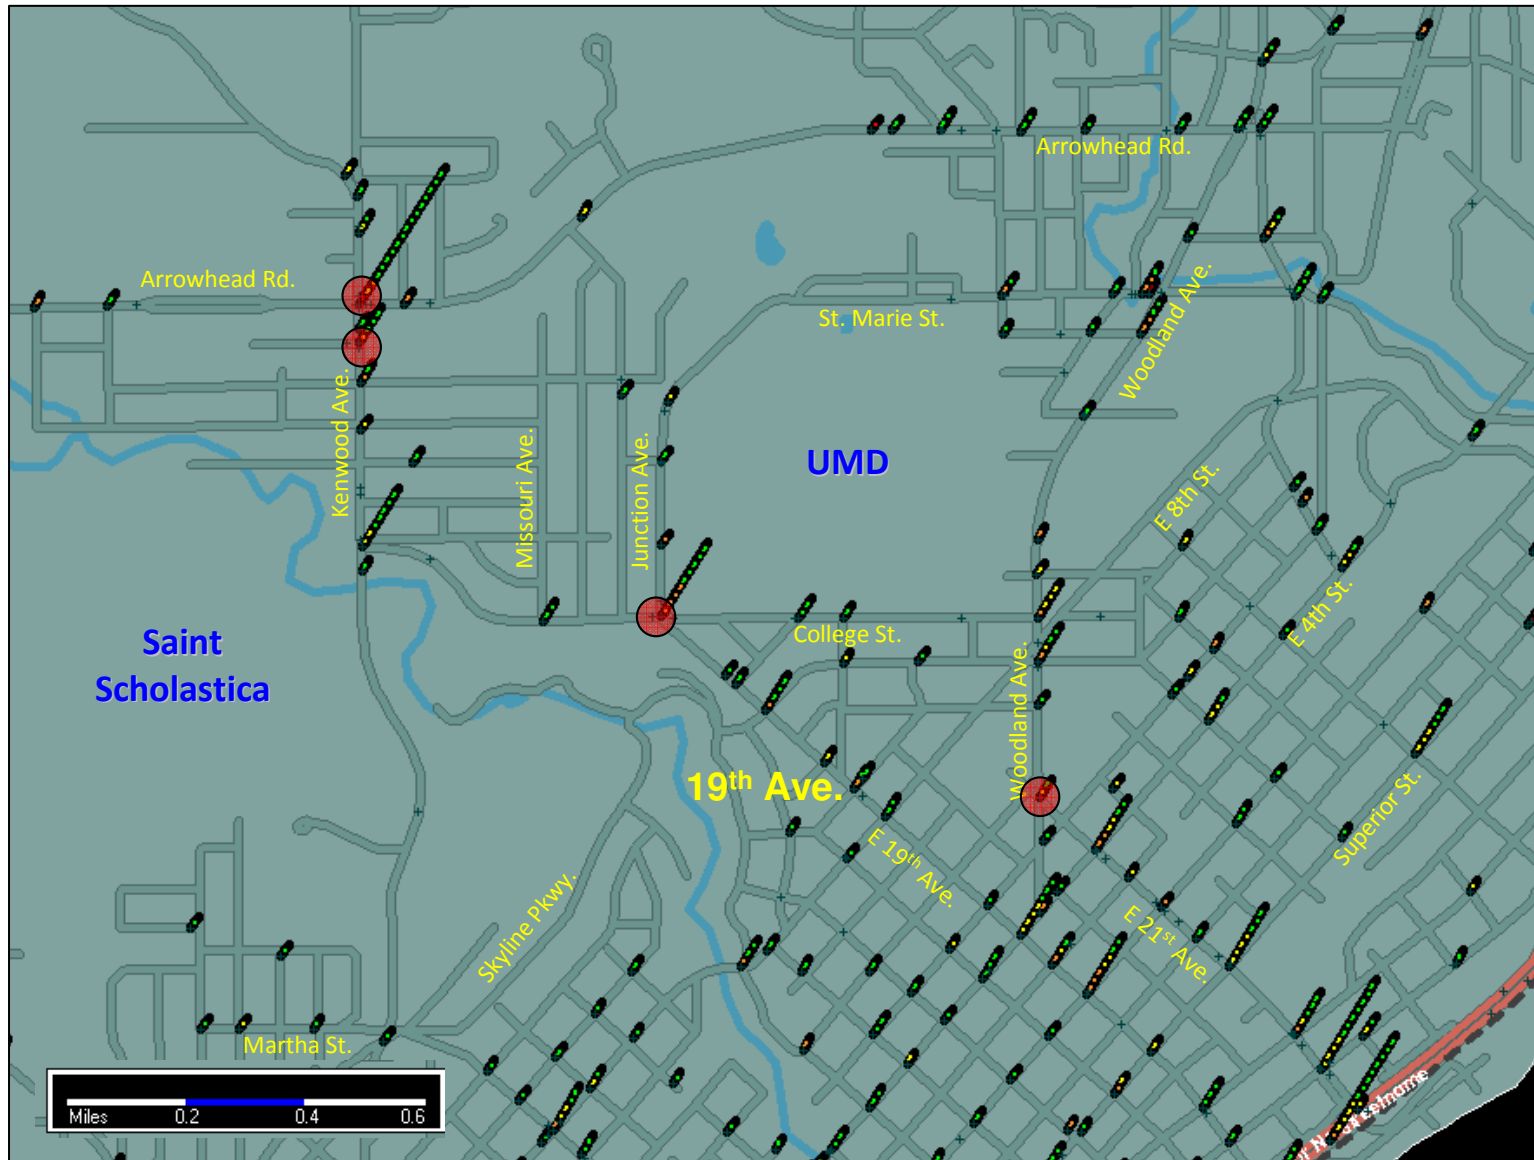 Arrowhead Rd.
Arrowhead Rd.
St. Marie St.
Woodland Ave.
Kenwood Ave.
Missouri Ave.
Junction Ave.
UMD
E 8th St.
E 4th St.
Saint
Scholastica
College St.
Woodland Ave.
19th Ave.
E 19th Ave.
E 21st Ave.
Superior St.
Skyline Pkwy.
Martha St.
Miles 0.2 0.4 0.6